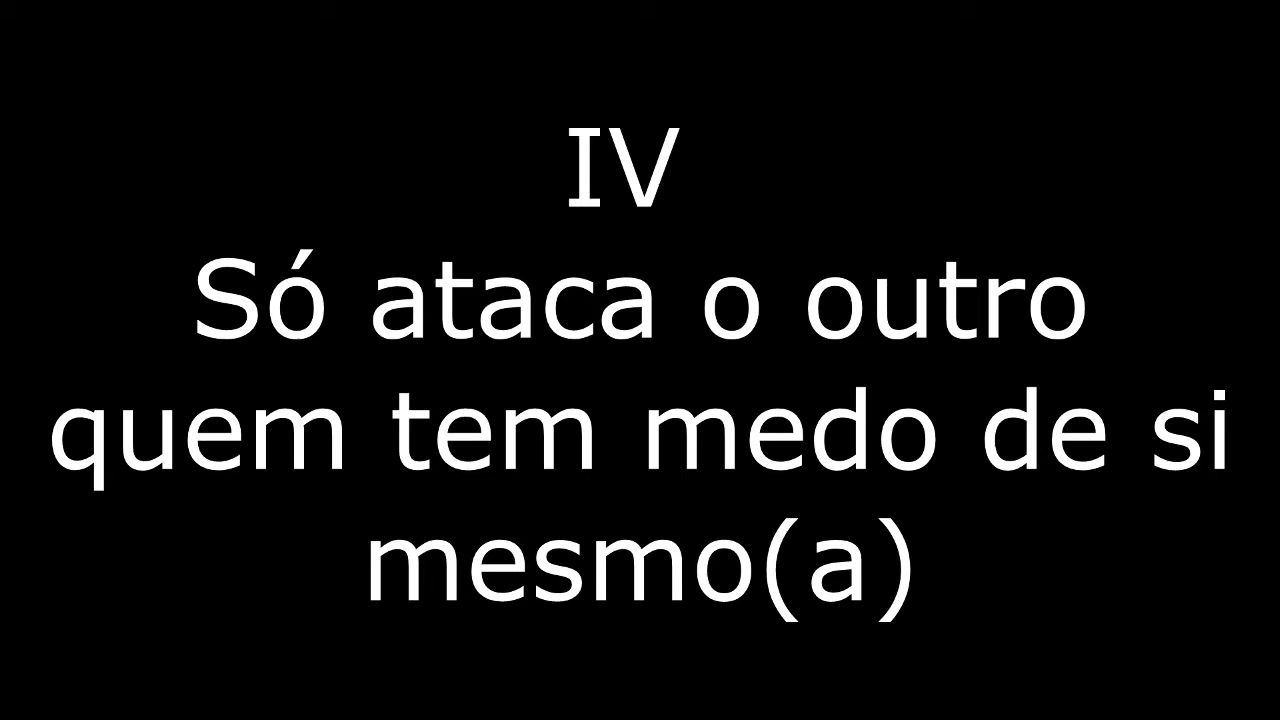 IV
Só ataca o outro
quem tem medo de si
mesmo(a)